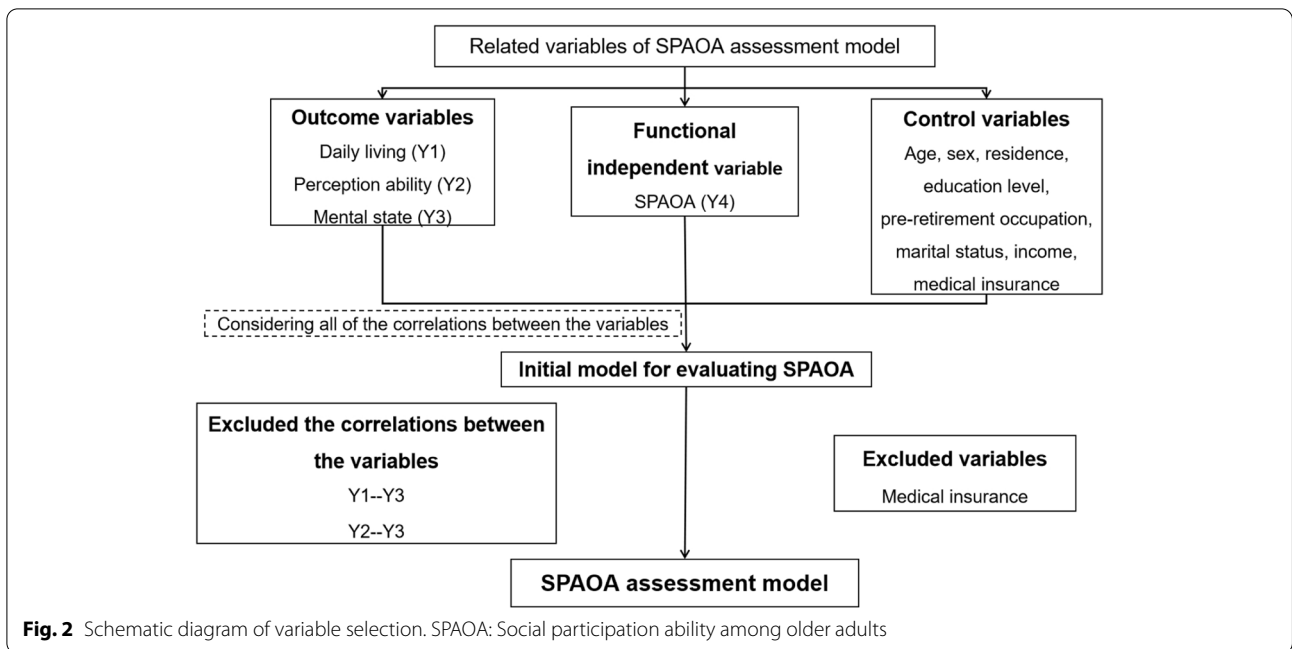 Related variables of SPAOA assessment model
Outcome variables
Daily living (Y1)
Perception ability (Y2)
Mental state (Y3)
Functional
independent variable
SPAOA (Y4)
Control variables
Age, sex, residence,
education level,
pre-retirement occupation,
marital status, income,
medical insurance
Considering all of the correlations between the variables
Initial model for evaluating SPAOA
Excluded the correlations between
the variables
Y1--Y3
Y2--Y3
Excluded variables
Medical insurance
SPAOA assessment model
Fig. 2 Schematic diagram of variable selection. SPAOA: Social participation ability among older adults